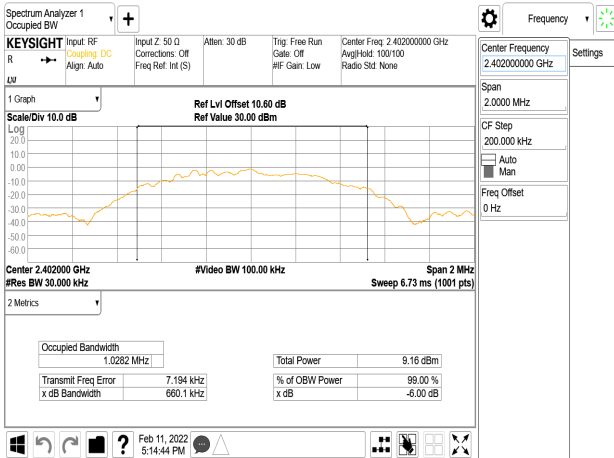 Spectrum Analyzer 1
Occupied BW
Frequency
KEYSIGHT
R
Input: RF
Coupling: DC
Align: Auto
Input Z: 50 Ω
Corrections: Off
Freq Ref: Int (S)
Atten: 30 dB
Trig: Free Run
Gate: Off
#IF Gain: Low
Center Freq: 2.402000000 GHz
Avg|Hold: 100/100
Radio Std: None
Center Frequency
2.402000000 GHz
Settings
Span
2.0000 MHz
CF Step
200.000 kHz
Auto
Man
Freq Offset
0 Hz
1 Graph
Scale/Div 10.0 dB
Ref Lvl Offset 10.60 dB
Ref Value 30.00 dBm
Log
20.0
10.0
0.00
-10.0
-20.0
-30.0
-40.0
-50.0
-60.0
Center 2.402000 GHz
#Video BW 100.00 kHz
Span 2 MHz
#Res BW 30.000 kHz
Sweep 6.73 ms (1001 pts)
2 Metrics
Occupied Bandwidth
1.0282 MHz
Total Power 9.16 dBm
Transmit Freq Error 7.194 kHz
% of OBW Power 99.00 %
x dB Bandwidth 660.1 kHz
x dB -6.00 dB
?
Feb 11, 2022
5:14:44 PM